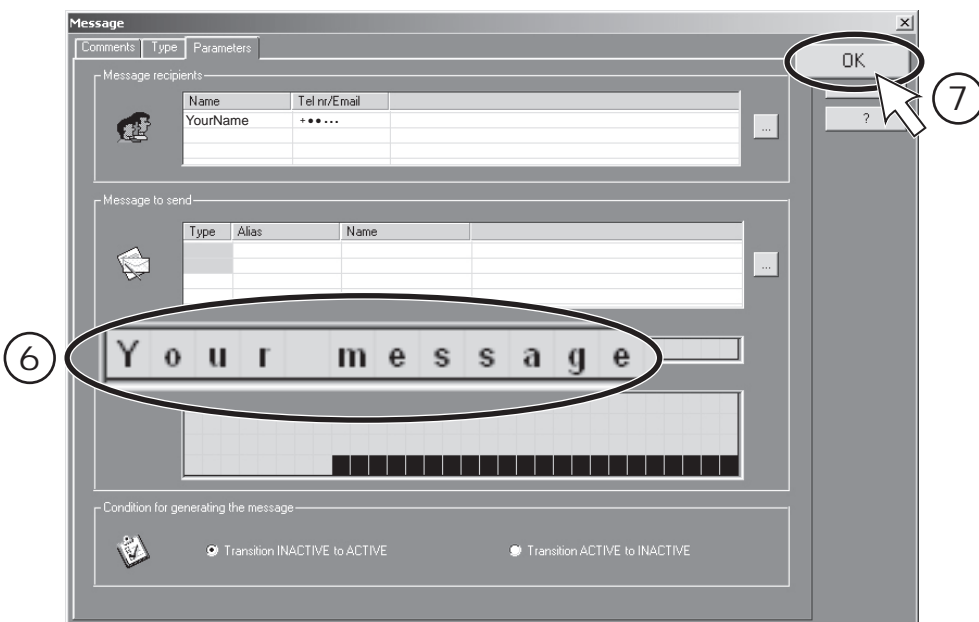 Message
Comments Type Parameters
OK
7
?
Message recipients
Name Tel nr/Email
YourName +••···
...
Message to send
Type Alias Name
...
6
Your message
Condition for generating the message
Transition INACTIVE to ACTIVE Transition ACTIVE to INACTIVE